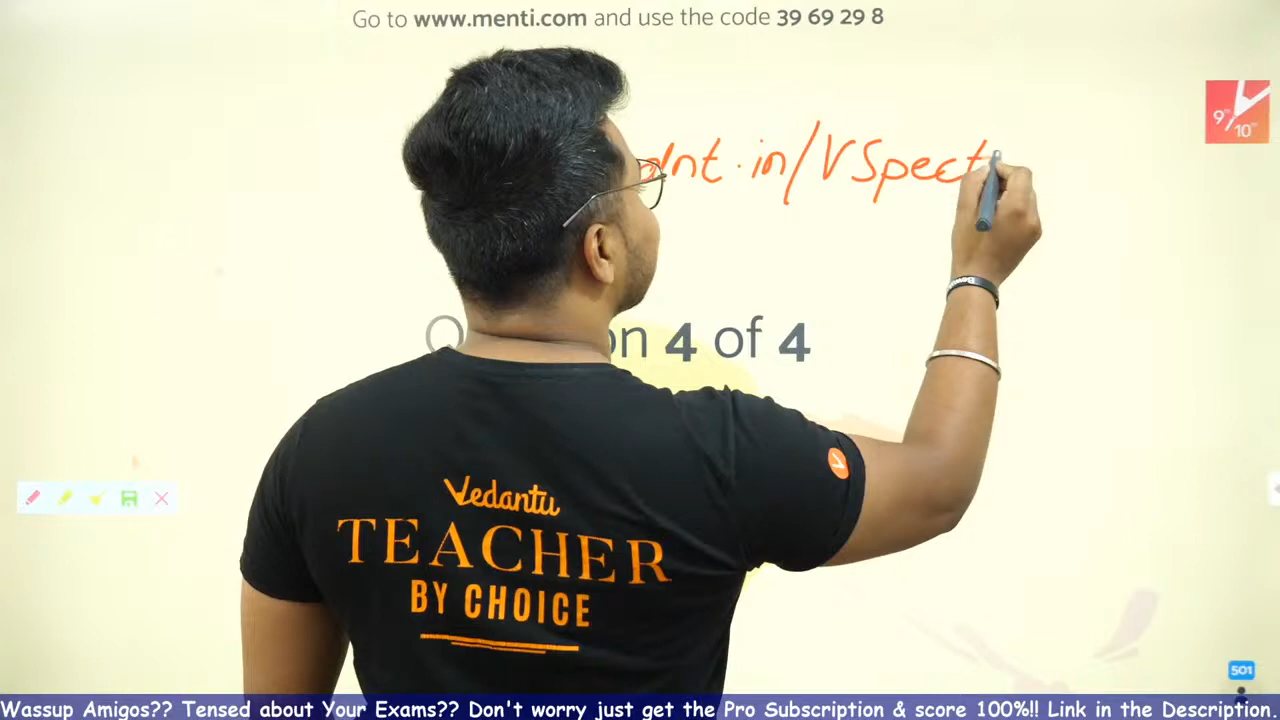 Go to www.menti.com and use the code 39 69 29 8
dnt.in/VSpect
9th/10th
4 of 4
Vedantu
TEACHER
BY CHOICE
501
Wassup Amigos?? Tensed about Your Exams?? Don't worry just get the Pro Subscription & score 100%!! Link in the Description.